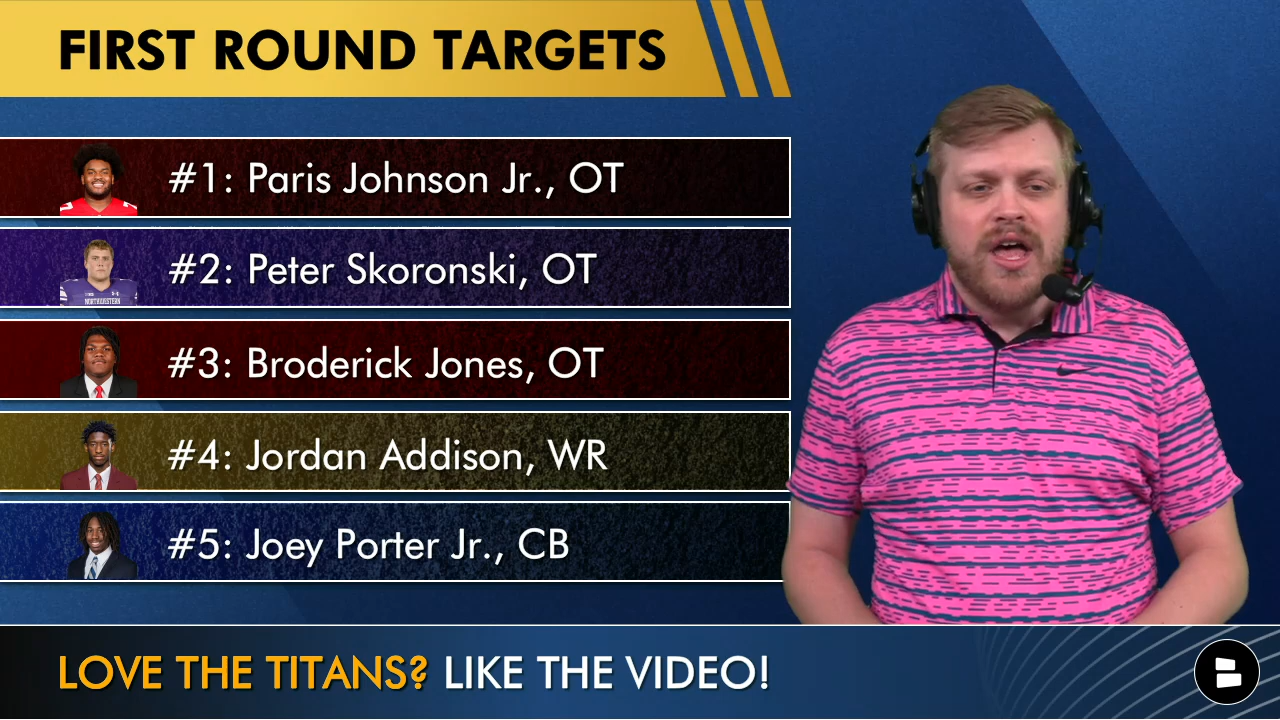 FIRST ROUND TARGETS
#1: Paris Johnson Jr., OT
#2: Peter Skoronski, OT
NORTHWESTERN
#3: Broderick Jones, OT
#4: Jordan Addison, WR
#5: Joey Porter Jr., CB
LOVE THE TITANS? LIKE THE VIDEO!